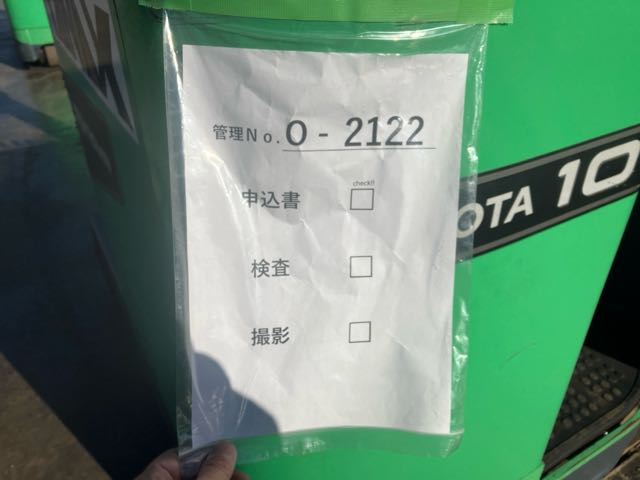 管理No. O - 2122
check!!
申込書 □
検査 □
撮影 □
OTA 10